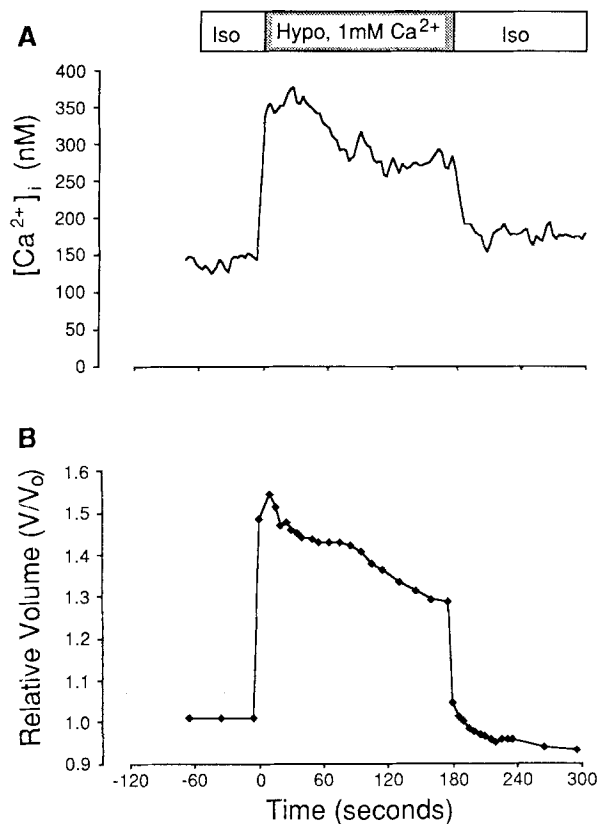 A
Iso
Hypo, 1mM Ca²⁺
Iso
[Ca²⁺]ᵢ (nM)
400
350
300
250
200
150
100
50
0
B
Relative Volume (V/V₀)
1.6
1.5
1.4
1.3
1.2
1.1
1.0
0.9
-120 -60 0 60 120 180 240 300
Time (seconds)